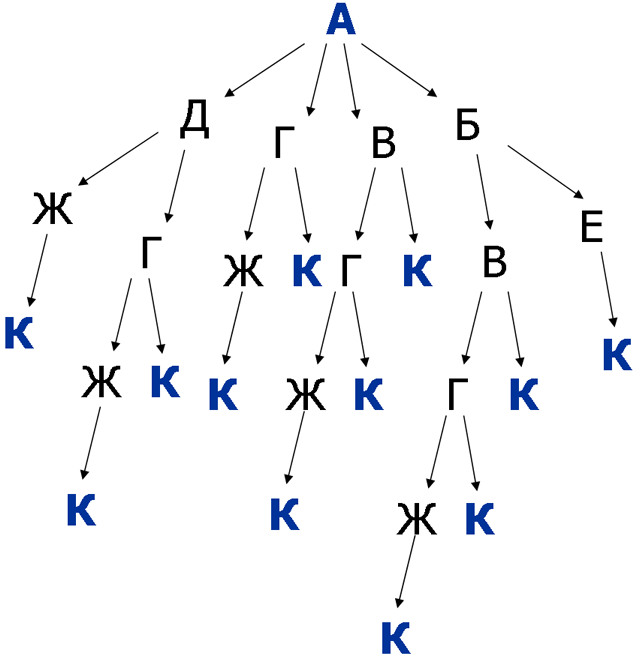 А
Д Г В Б
Ж Г Ж К Г К В Е
К Ж К К Ж К Г К К
К К Ж К
К